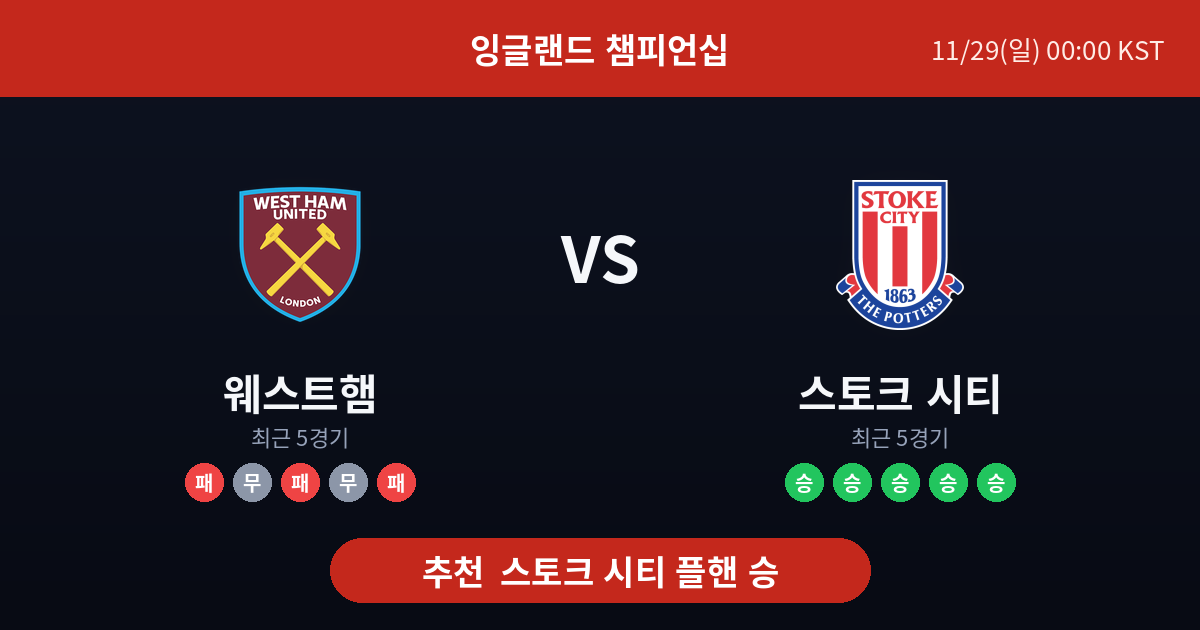 잉글랜드 챔피언십
11/29(일) 00:00 KST
WEST HAM
UNITED
LONDON
VS
STOKE
CITY
1863
THE POTTERS
웨스트햄
최근 5경기
패 무 패 무 패
스토크 시티
최근 5경기
승 승 승 승 승
추천 스토크 시티 플핸 승